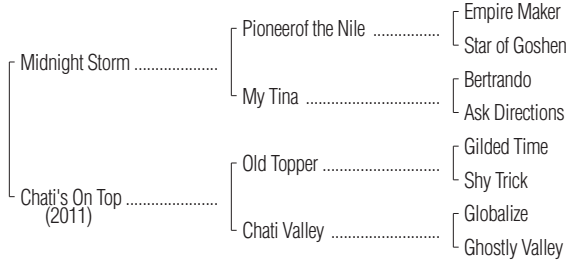 Empire Maker
Pioneerof the Nile ................
Star of Goshen
Midnight Storm ....................
Bertrando
My Tina ................................
Ask Directions
Gilded Time
Old Topper ............................
Shy Trick
Chati's On Top ......................
(2011)
Globalize
Chati Valley ..........................
Ghostly Valley